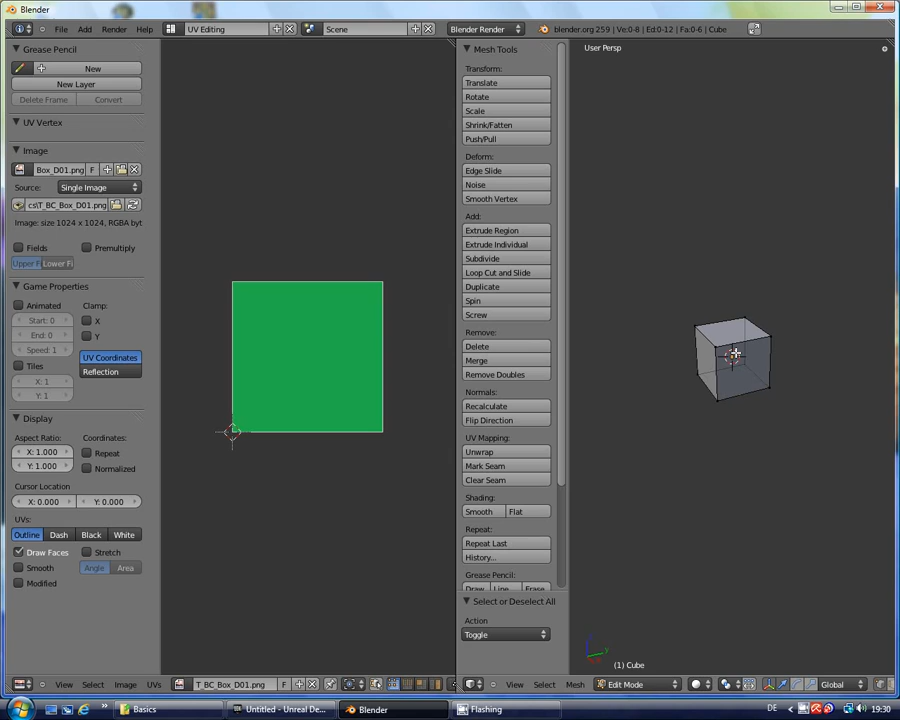 Blender
File Add Render Help UV Editing Scene Blender Render blender.org 259 | Ve:0-8 | Ed:0-12 | Fa:0-6 | Cube
Grease Pencil
New
New Layer
Delete Frame Convert
UV Vertex
Image
Box_D01.png F
Source: Single Image
cs\T_BC_Box_D01.png
Image: size 1024 x 1024, RGBA byt
Fields Premultiply
Upper Fi Lower Fi
Game Properties
Animated Clamp:
Start: 0 X
End: 0 Y
Speed: 1 UV Coordinates
Tiles Reflection
X: 1
Y: 1
Display
Aspect Ratio: Coordinates:
X: 1.000 Repeat
Y: 1.000 Normalized
Cursor Location
X: 0.000 Y: 0.000
UVs:
Outline Dash Black White
Draw Faces Stretch
Smooth Angle Area
Modified
View Select Image UVs T_BC_Box_D01.png F
Mesh Tools
Transform:
Translate
Rotate
Scale
Shrink/Fatten
Push/Pull
Deform:
Edge Slide
Noise
Smooth Vertex
Add:
Extrude Region
Extrude Individual
Subdivide
Loop Cut and Slide
Duplicate
Spin
Screw
Remove:
Delete
Merge
Remove Doubles
Normals:
Recalculate
Flip Direction
UV Mapping:
Unwrap
Mark Seam
Clear Seam
Shading:
Smooth Flat
Repeat:
Repeat Last
History...
Grease Pencil:
Draw Line Erase
Select or Deselect All
Action
Toggle
User Persp
(1) Cube
View Select Mesh Edit Mode Global
Basics Untitled - Unreal De... Blender Flashing DE 19:30